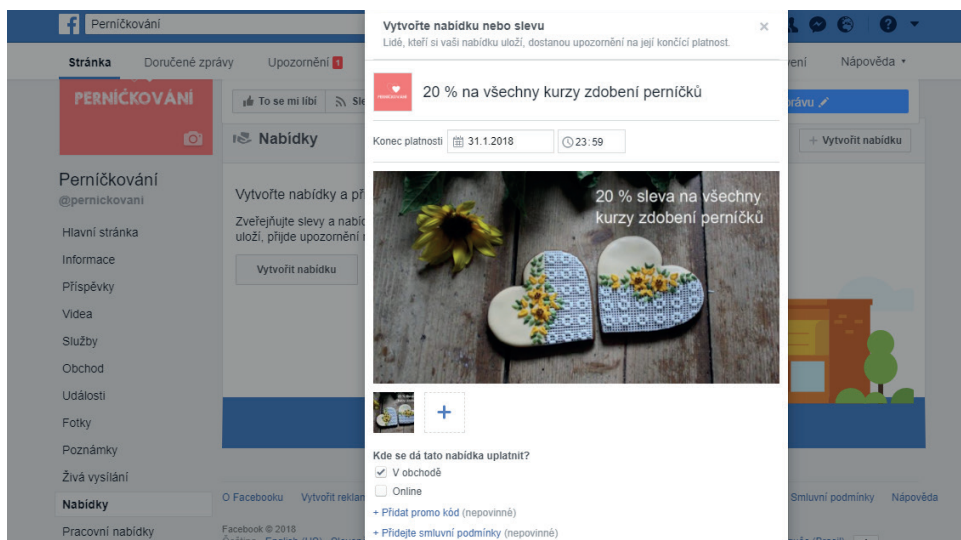 Perníčkování
Stránka Doručené zprávy Upozornění 1
Nápověda
PERNÍČKOVÁNÍ
To se mi líbí
Nabídky
+ Vytvořit nabídku
Perníčkování
@pernickovani
Hlavní stránka
Informace
Příspěvky
Videa
Služby
Obchod
Události
Fotky
Poznámky
Živá vysílání
Nabídky
Pracovní nabídky
Vytvořte nabídky a
Zveřejňujte slevy a
uloží, přijde upozornění
Vytvořit nabídku
Vytvořte nabídku nebo slevu
Lidé, kteří si vaši nabídku uloží, dostanou upozornění na její končící platnost.
20 % na všechny kurzy zdobení perníčků
Konec platnosti 31.1.2018 23:59
20 % sleva na všechny
kurzy zdobení perníčků
Kde se dá tato nabídka uplatnit?
V obchodě
Online
+ Přidat promo kód (nepovinné)
+ Přidejte smluvní podmínky (nepovinné)
O Facebooku Vytvořit
Smluvní podmínky Nápověda
Facebook © 2018